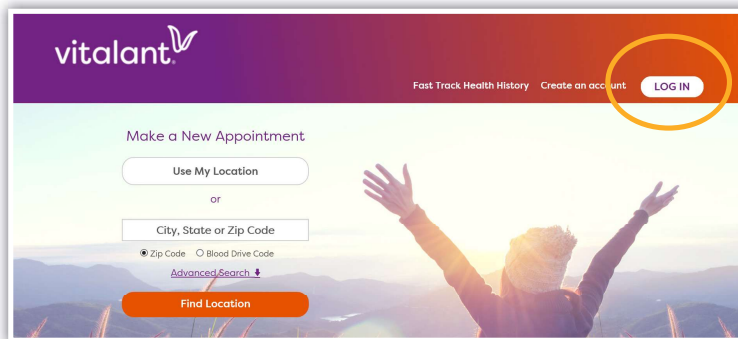 vitalant
Fast Track Health History Create an account LOG IN
Make a New Appointment
Use My Location
or
City, State or Zip Code
Zip Code Blood Drive Code
Advanced Search
Find Location